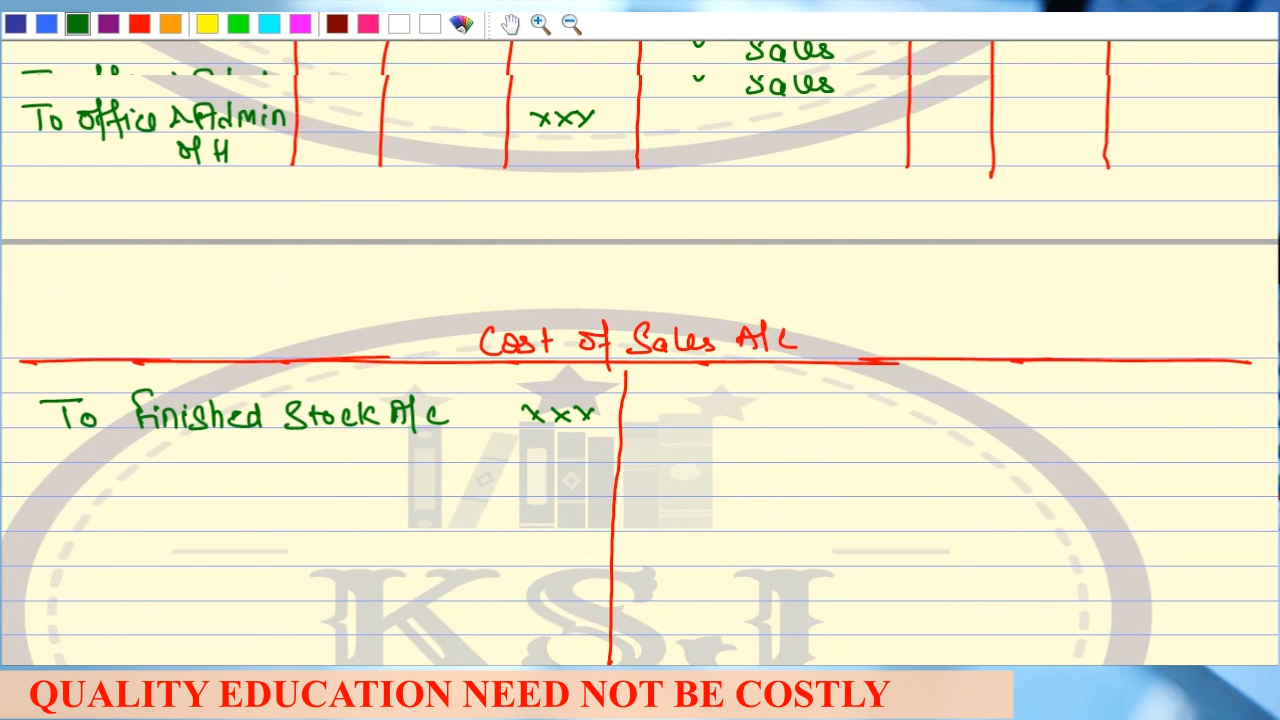 Sales
Sales
To Office & Admin xxx
of H
Cost of Sales A/c
To Finished Stock A/c xxx
KSJ
QUALITY EDUCATION NEED NOT BE COSTLY